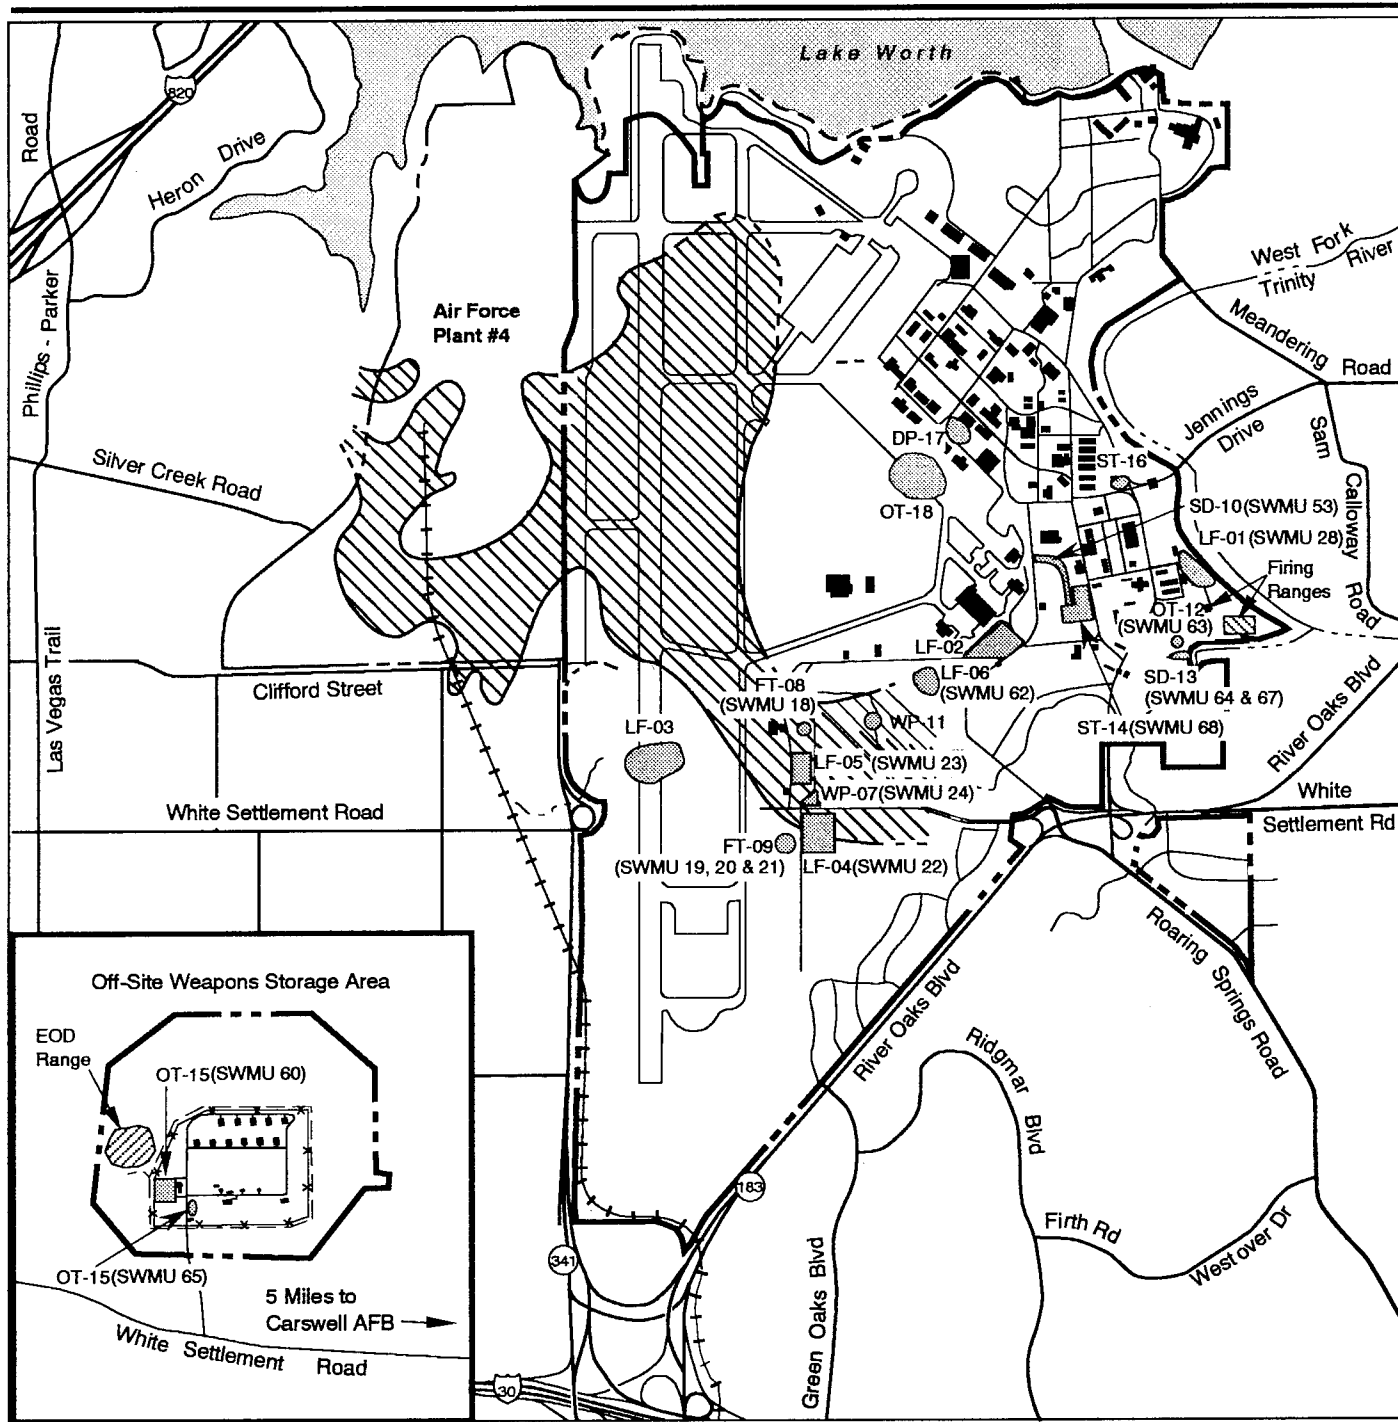 Lake Worth
820
Road
Heron Drive
Phillips - Parker
Air Force
Plant #4
West Fork
Trinity River
Meandering
Road
Jennings
Drive
Sam
Calloway
Road
Silver Creek Road
DP-17
ST-16
OT-18
SD-10(SWMU 53)
LF-01(SWMU 28)
Firing
Ranges
OT-12
(SWMU 63)
LF-02
LF-06
(SWMU 62)
SD-13
(SWMU 64 & 67)
ST-14(SWMU 68)
River Oaks Blvd
Las Vegas Trail
Clifford Street
FT-08
(SWMU 18)
WP-11
LF-03
LF-05 (SWMU 23)
WP-07(SWMU 24)
White
Settlement Rd
White Settlement Road
FT-09
(SWMU 19, 20 & 21)
LF-04(SWMU 22)
Roaring Springs Road
River Oaks Blvd
Ridgmar Blvd
183
Firth Rd
Westover Dr
341
Green Oaks Blvd
30
Off-Site Weapons Storage Area
EOD
Range
OT-15(SWMU 60)
OT-15(SWMU 65)
5 Miles to
Carswell AFB
White Settlement Road